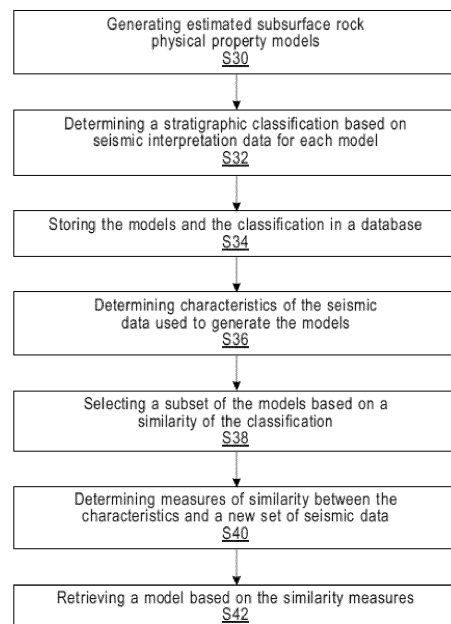 Generating estimated subsurface rock
physical property models
S30
Determining a stratigraphic classification based on
seismic interpretation data for each model
S32
Storing the models and the classification in a database
S34
Determining characteristics of the seismic
data used to generate the models
S36
Selecting a subset of the models based on a
similarity of the classification
S38
Determining measures of similarity between the
characteristics and a new set of seismic data
S40
Retrieving a model based on the similarity measures
S42